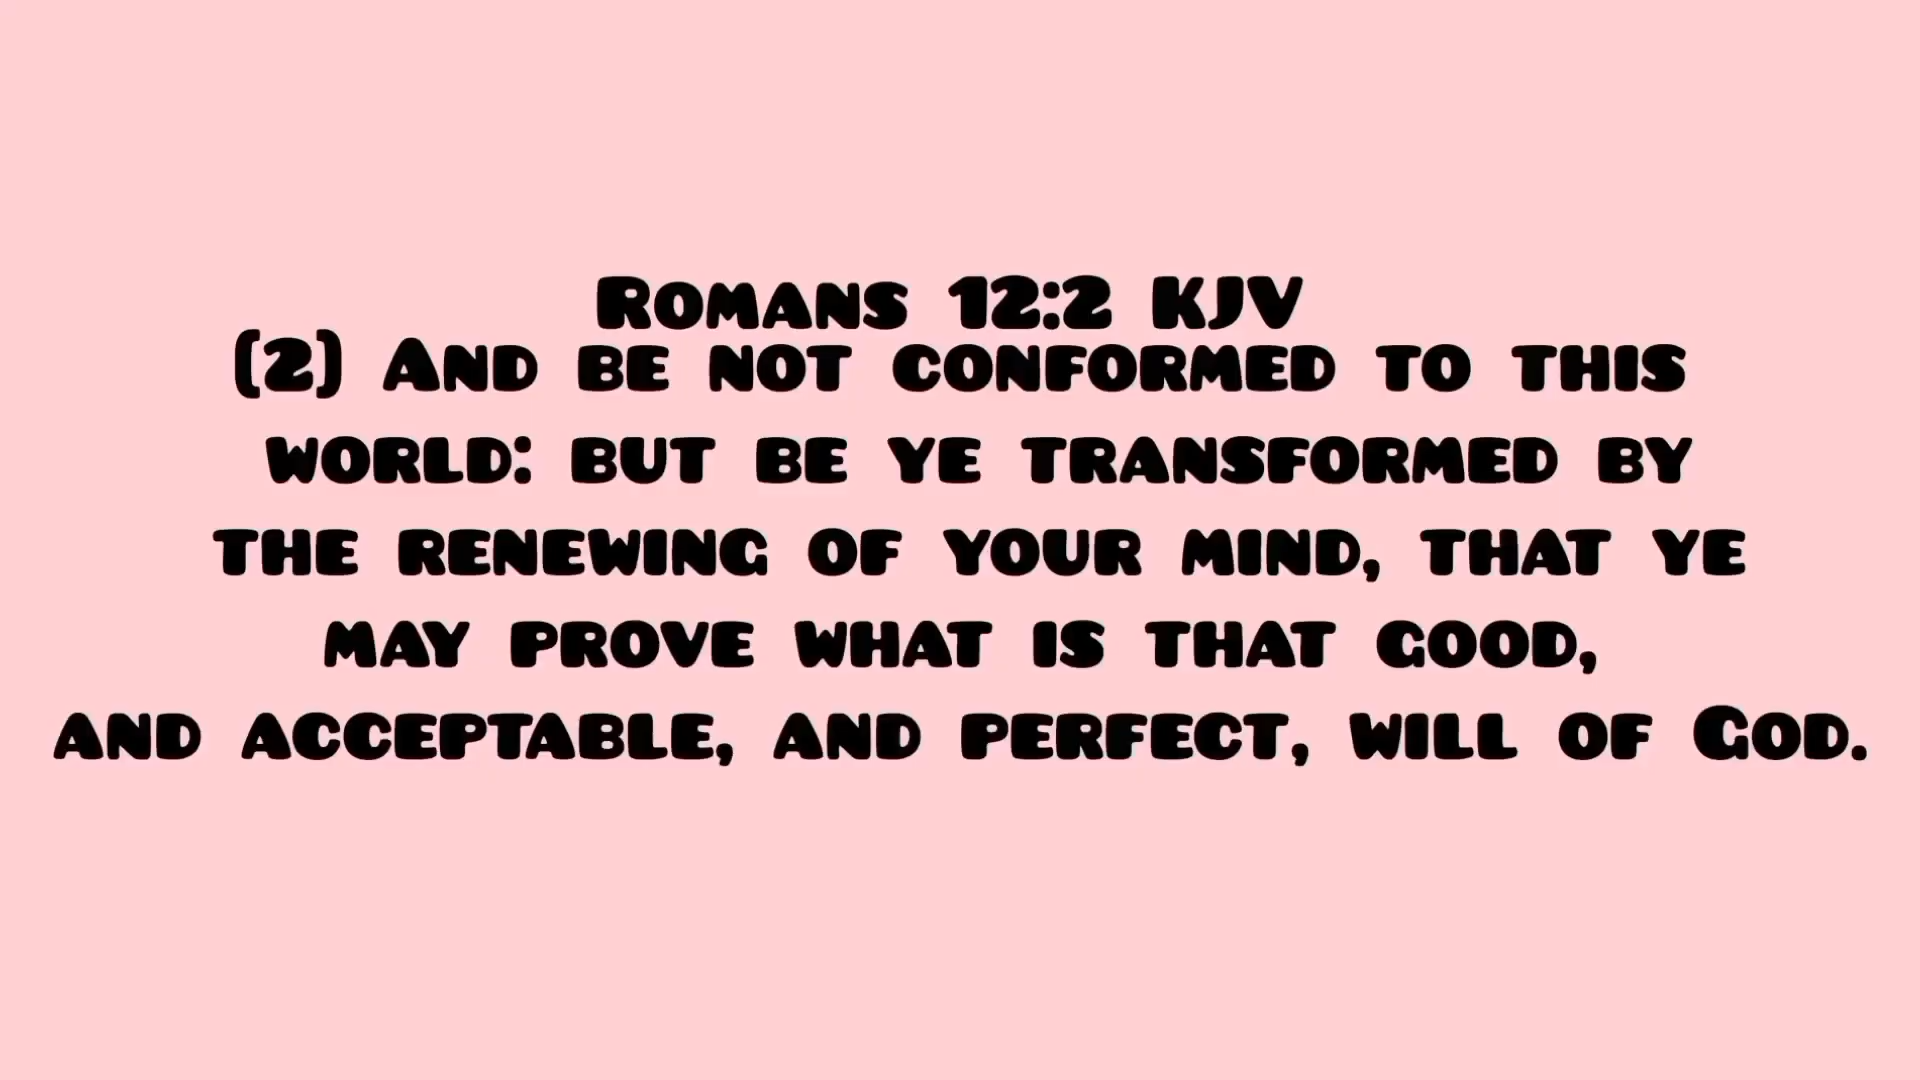 Romans 12:2 KJV
(2) And be not conformed to this
world: but be ye transformed by
the renewing of your mind, that ye
may prove what is that good,
and acceptable, and perfect, will of God.